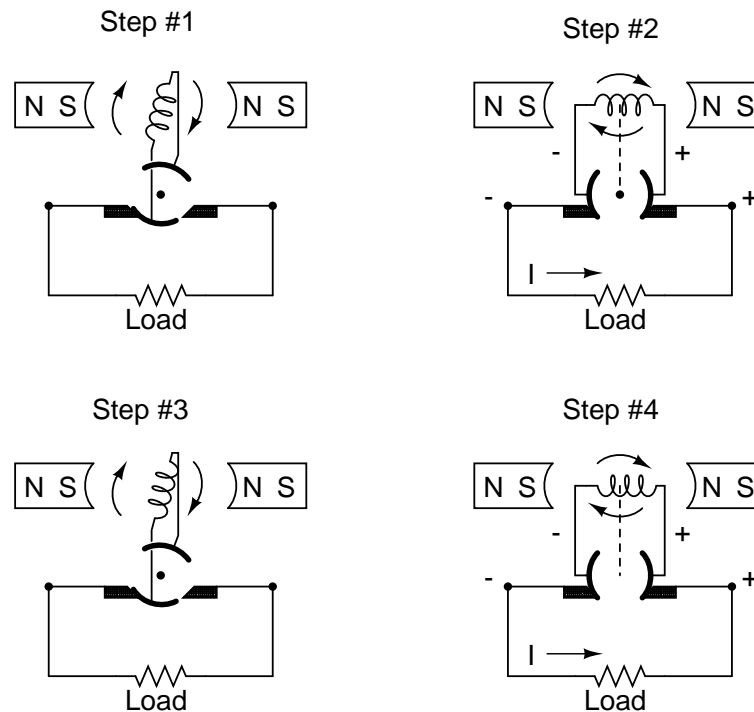 Step #1
N S
N S
Load
Step #2
N S
N S
-
+
-
+
I
Load
Step #3
N S
N S
Load
Step #4
N S
N S
-
+
-
+
I
Load